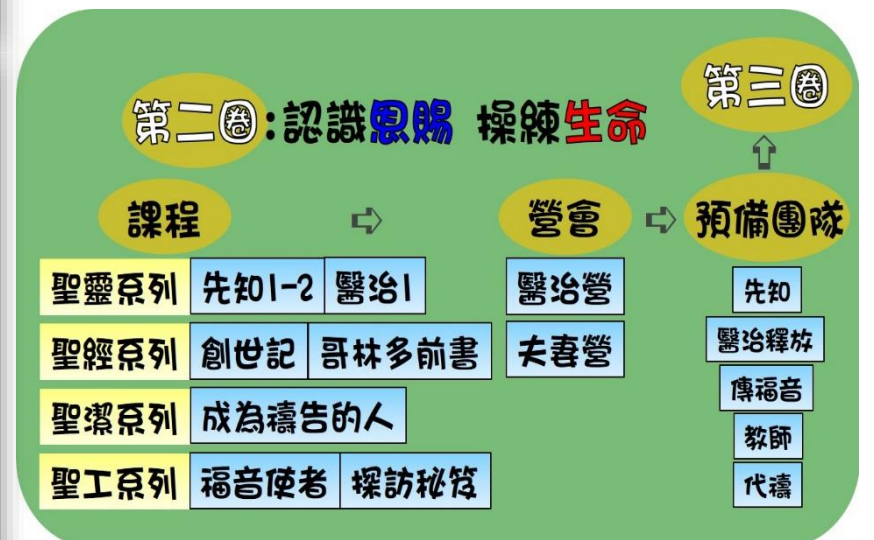 第三圈
第二圈:認識恩賜 操練生命
課程 ⇨ 營會 ⇨ 預備團隊
聖靈系列 先知1-2 醫治1 醫治營 先知
聖經系列 創世記 哥林多前書 夫妻營 醫治釋放
傳福音
聖潔系列 成為禱告的人
教師
聖工系列 福音使者 探訪秘笈 代禱